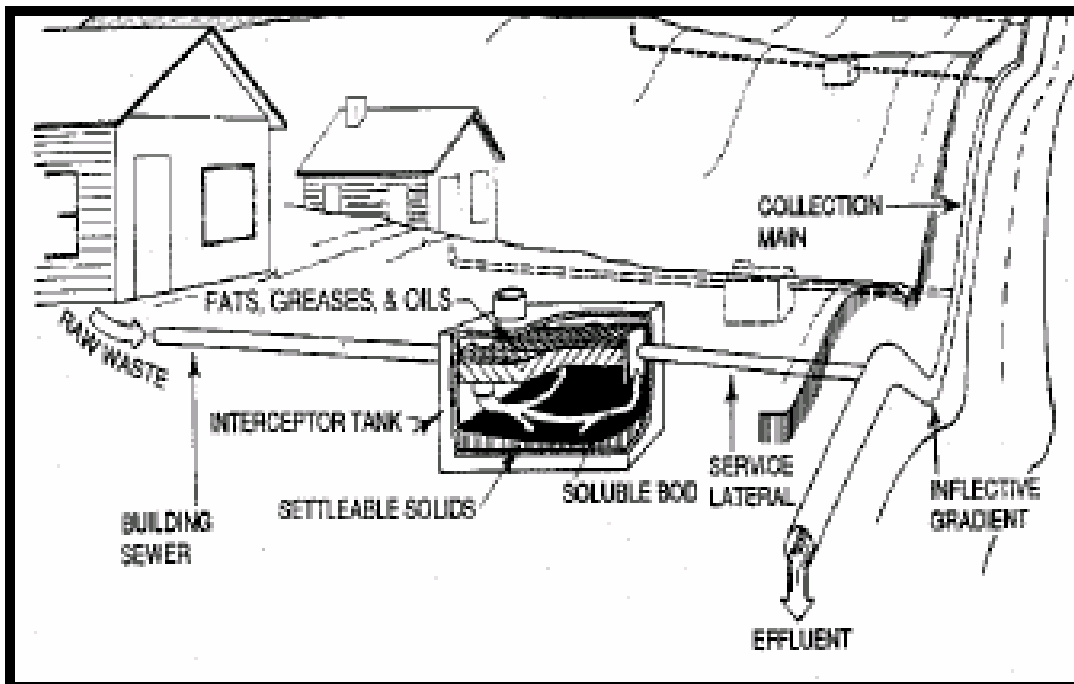 COLLECTION
MAIN
FATS, GREASES, & OILS
RAW WASTE
INTERCEPTOR TANK
SERVICE
LATERAL
SOLUBLE BOD
SETTLEABLE SOLIDS
INFLECTIVE
GRADIENT
BUILDING
SEWER
EFFLUENT